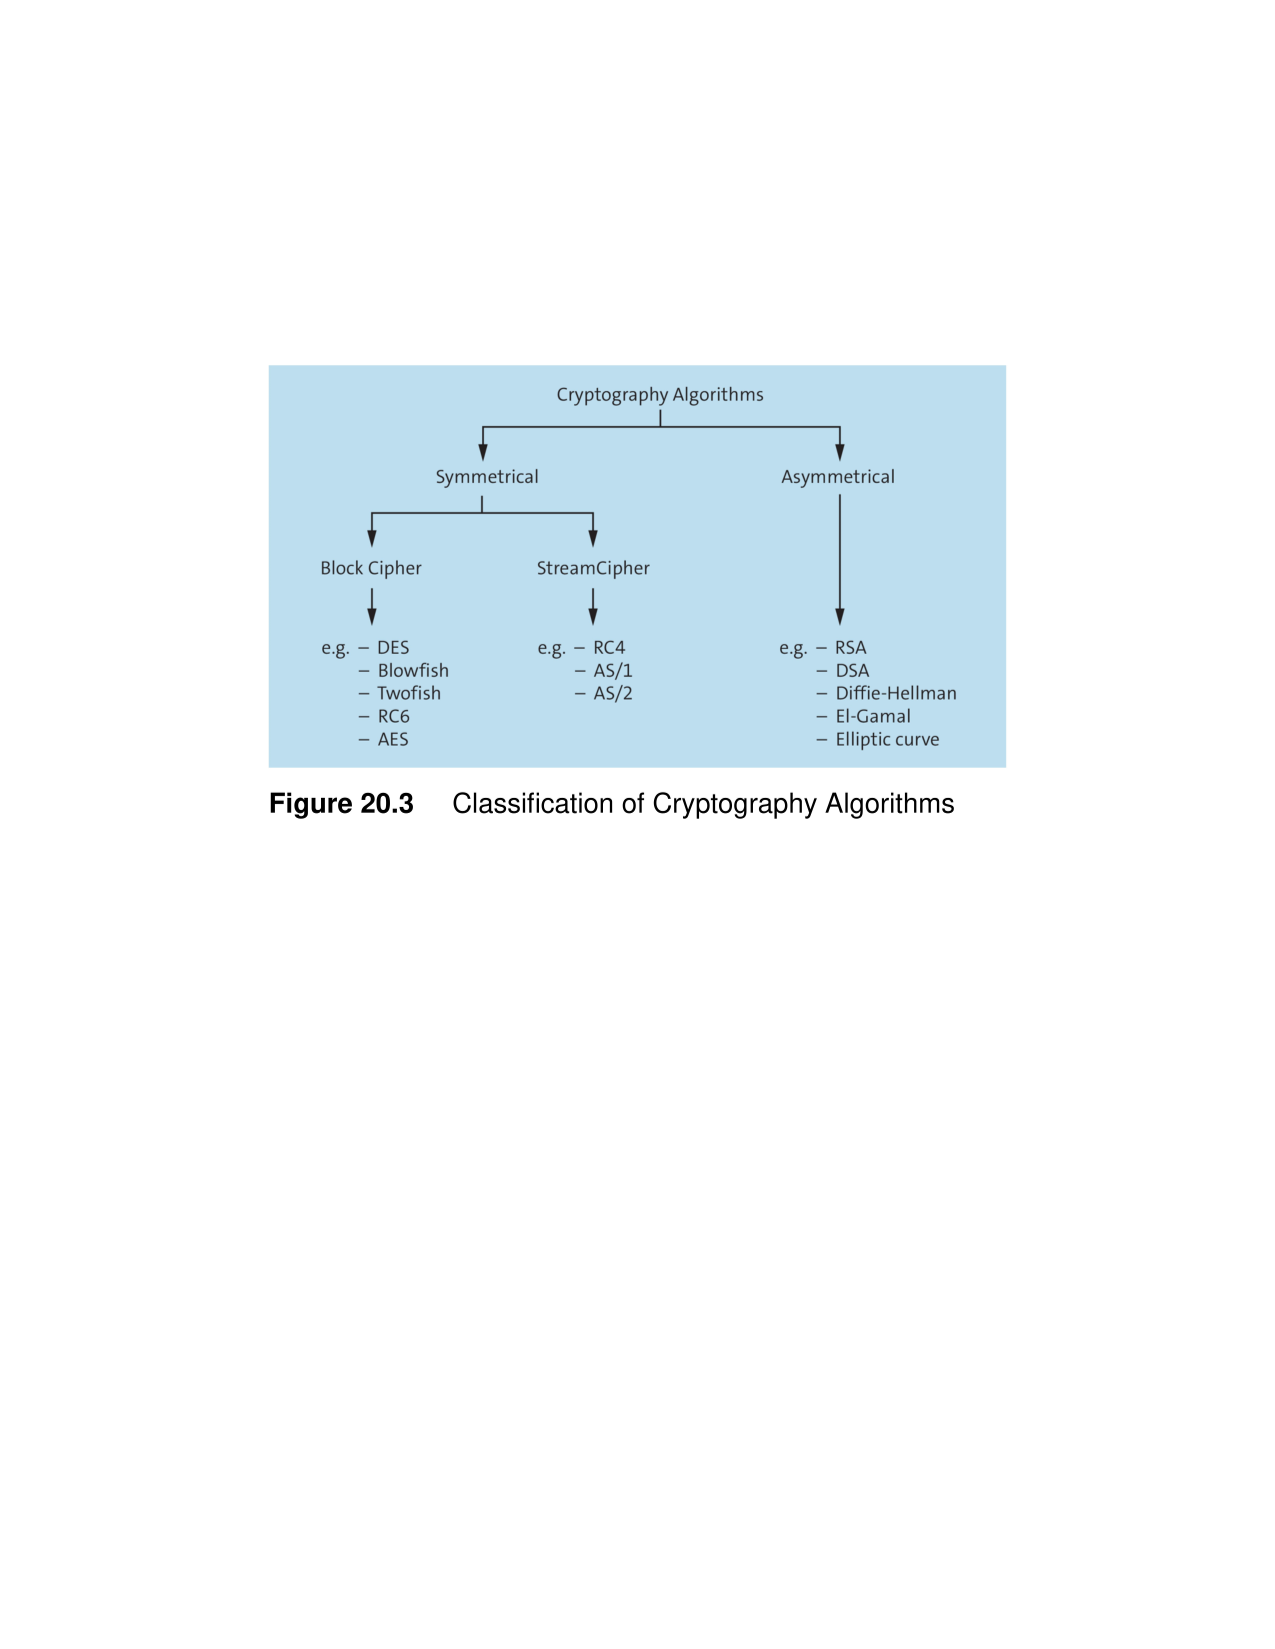 Cryptography Algorithms
Symmetrical Asymmetrical
Block Cipher StreamCipher
e.g. – DES e.g. – RC4 e.g. – RSA
– Blowfish – AS/1 – DSA
– Twofish – AS/2 – Diffie-Hellman
– RC6 – El-Gamal
– AES – Elliptic curve
Figure 20.3 Classification of Cryptography Algorithms